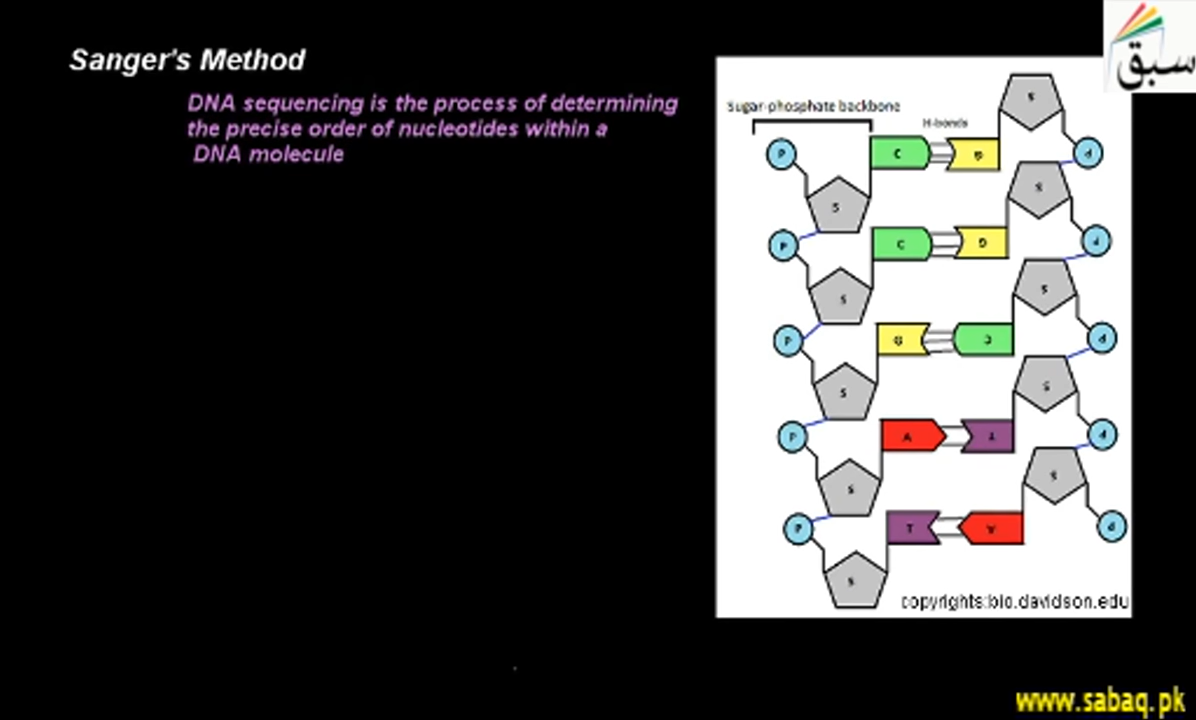 سبق
Sanger's Method
DNA sequencing is the process of determining
the precise order of nucleotides within a
DNA molecule
Sugar-phosphate backbone
H-bonds
S
P C G P
S S
P C G P
S S
P G C P
S S
P A T P
S S
P T A P
S
copyrights:bio.davidson.edu
www.sabaq.pk